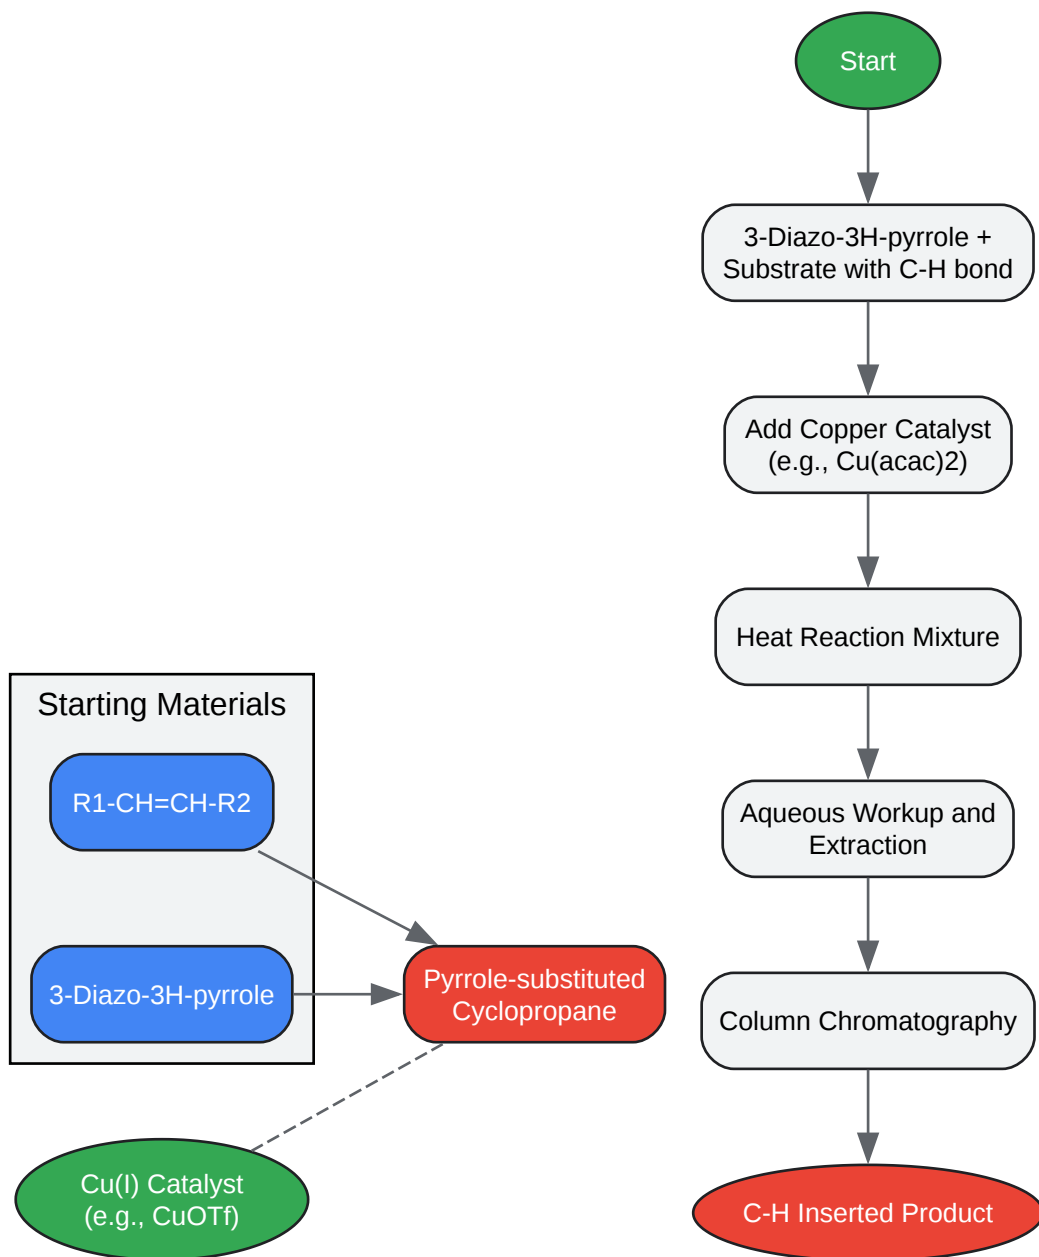 Start
3-Diazo-3H-pyrrole +
Substrate with C-H bond
Add Copper Catalyst
(e.g., Cu(acac)2)
Heat Reaction Mixture
Starting Materials
R1-CH=CH-R2
Aqueous Workup and
Extraction
3-Diazo-3H-pyrrole
Pyrrole-substituted
Cyclopropane
Column Chromatography
Cu(I) Catalyst
(e.g., CuOTf)
C-H Inserted Product